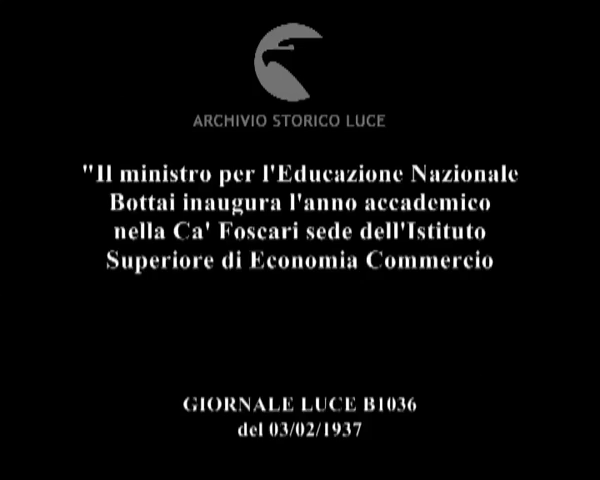 ARCHIVIO STORICO LUCE
"Il ministro per l'Educazione Nazionale
Bottai inaugura l'anno accademico
nella Ca' Foscari sede dell'Istituto
Superiore di Economia Commercio
GIORNALE LUCE B1036
del 03/02/1937